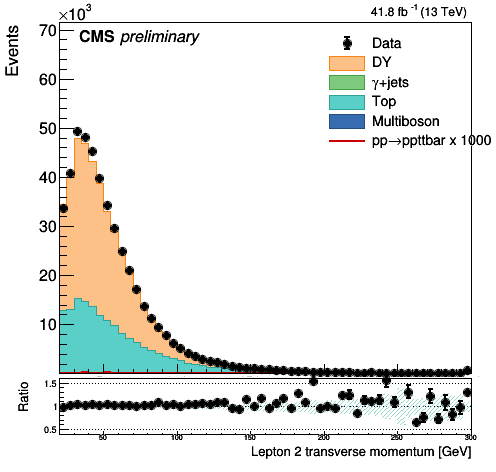 ×10³
41.8 fb⁻¹ (13 TeV)
CMS preliminary
Events
70
60
50
40
30
20
10
Data
DY
γ+jets
Top
Multiboson
pp→ppttbar x 1000
Ratio
1.5
1
0.5
50 100 150 200 250 300
Lepton 2 transverse momentum [GeV]